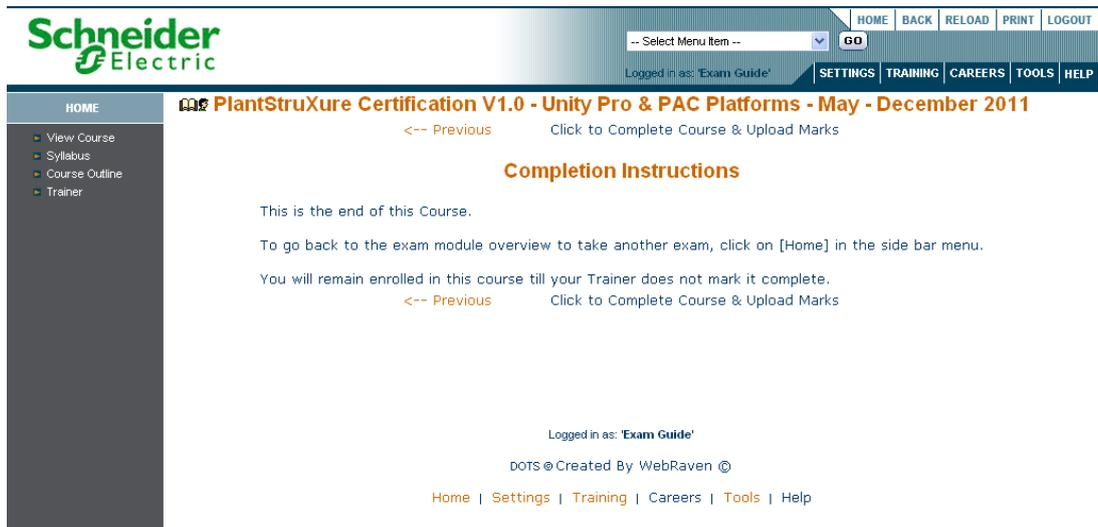 Schneider
Electric
HOME BACK RELOAD PRINT LOGOUT
-- Select Menu Item -- GO
Logged in as: 'Exam Guide'
SETTINGS TRAINING CAREERS TOOLS HELP
HOME
View Course
Syllabus
Course Outline
Trainer
PlantStruXure Certification V1.0 - Unity Pro & PAC Platforms - May - December 2011
<-- Previous Click to Complete Course & Upload Marks
Completion Instructions
This is the end of this Course.
To go back to the exam module overview to take another exam, click on [Home] in the side bar menu.
You will remain enrolled in this course till your Trainer does not mark it complete.
<-- Previous Click to Complete Course & Upload Marks
Logged in as: 'Exam Guide'
DOTS @ Created By WebRaven ©
Home | Settings | Training | Careers | Tools | Help